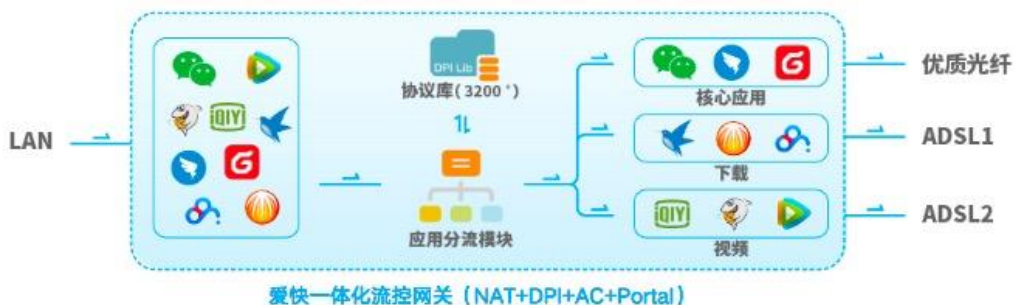 LAN
iQIY
DPI Lib
协议库(3200+)
应用分流模块
核心应用
下载
iQIY
视频
优质光纤
ADSL1
ADSL2
爱快一体化流控网关（NAT+DPI+AC+Portal）